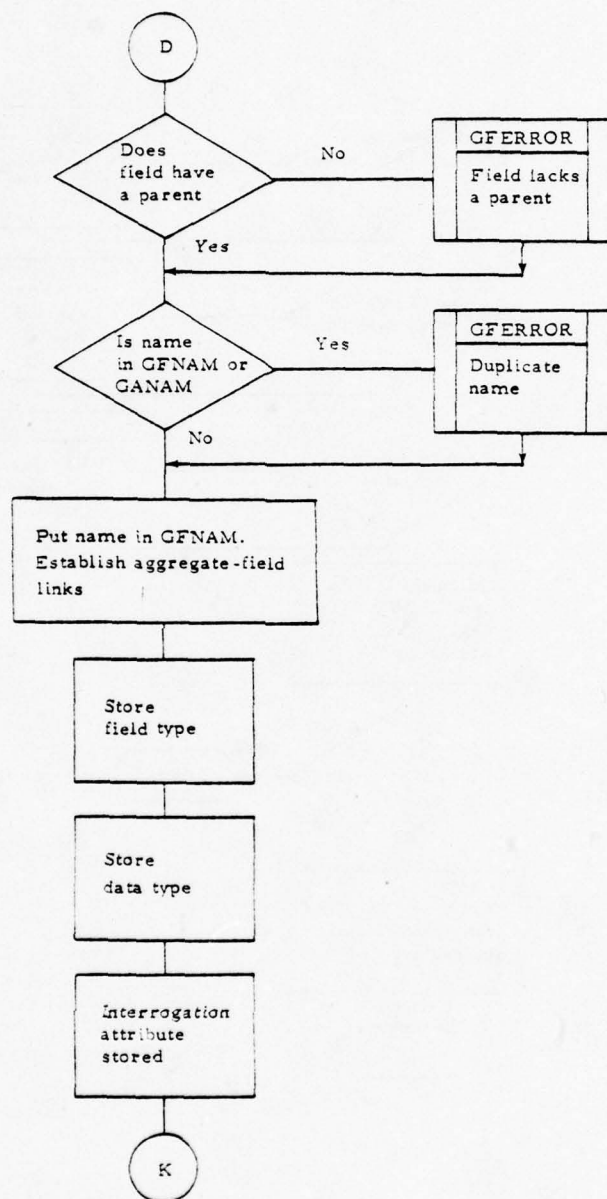 D
Does
field have
a parent
No
GFERROR
Field lacks
a parent
Yes
Is name
in GFNAM or
GANAM
Yes
GFERROR
Duplicate
name
No
Put name in GFNAM.
Establish aggregate-field
links
Store
field type
Store
data type
Interrogation
attribute
stored
K